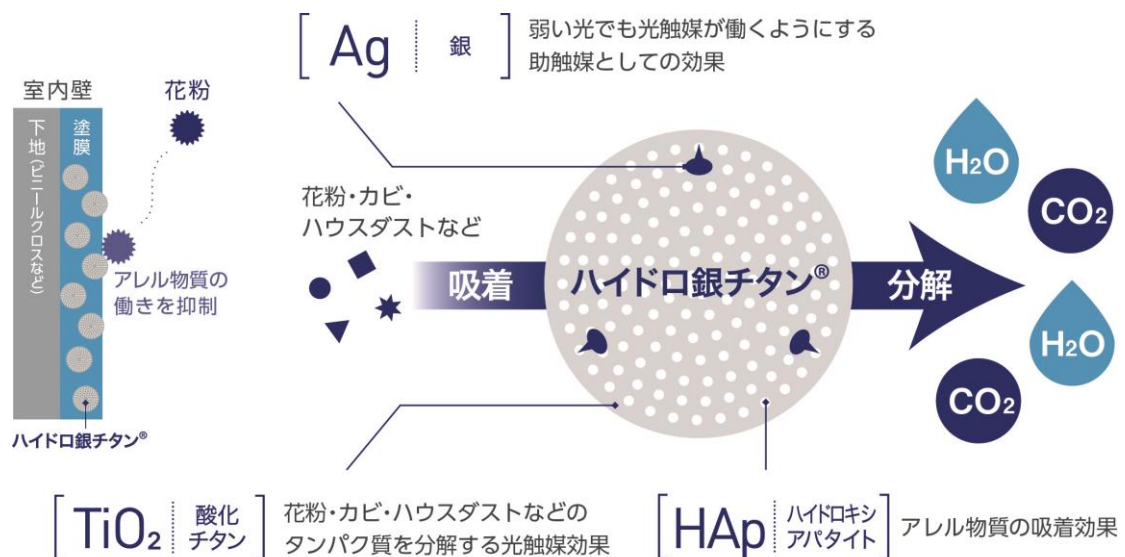 [Ag 銀]
弱い光でも光触媒が働くようにする
助触媒としての効果
室内壁
花粉
下地（ビニールクロスなど）
塗膜
アレル物質の
働きを抑制
ハイドロ銀チタン®
花粉・カビ・
ハウスダストなど
吸着
ハイドロ銀チタン®
分解
H₂O
CO₂
H₂O
CO₂
[TiO₂ 酸化
チタン]
花粉・カビ・ハウスダストなどの
タンパク質を分解する光触媒効果
[HAp ハイドロキシ
アパタイト]
アレル物質の吸着効果